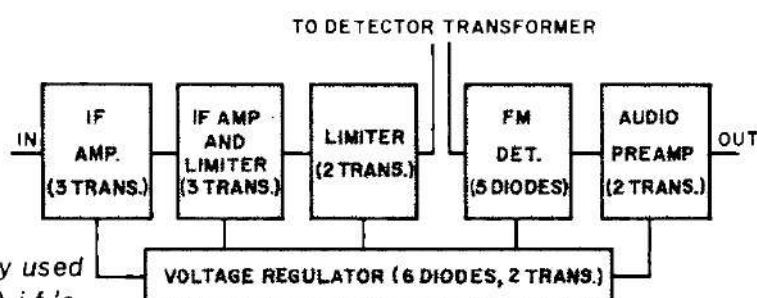 TO DETECTOR TRANSFORMER
IN
IF
AMP.
(3 TRANS.)
IF AMP
AND
LIMITER
(3 TRANS.)
LIMITER
(2 TRANS.)
FM
DET.
(5 DIODES)
AUDIO
PREAMP
(2 TRANS.)
OUT
VOLTAGE REGULATOR (6 DIODES, 2 TRANS.)
used